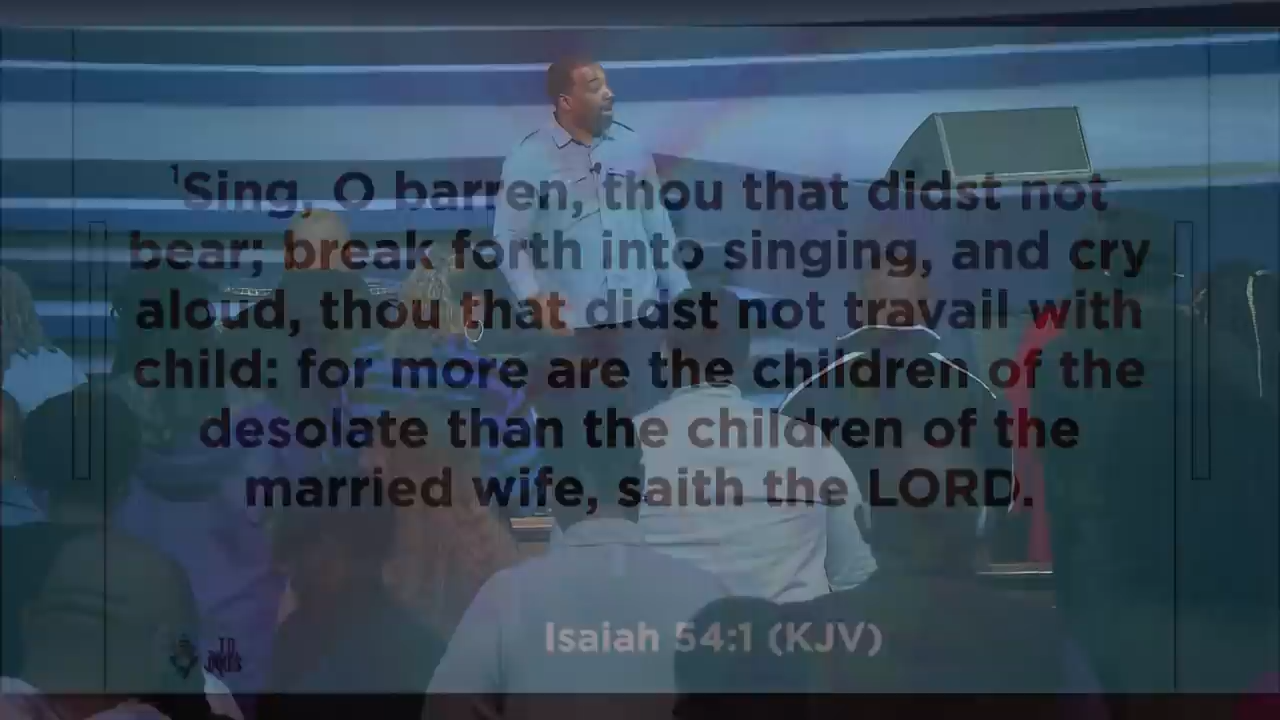 ¹Sing, O barren, thou that didst not
bear; break forth into singing, and cry
aloud, thou that didst not travail with
child: for more are the children of the
desolate than the children of the
married wife, saith the LORD.
Isaiah 54:1 (KJV)
T.D.
JAKES